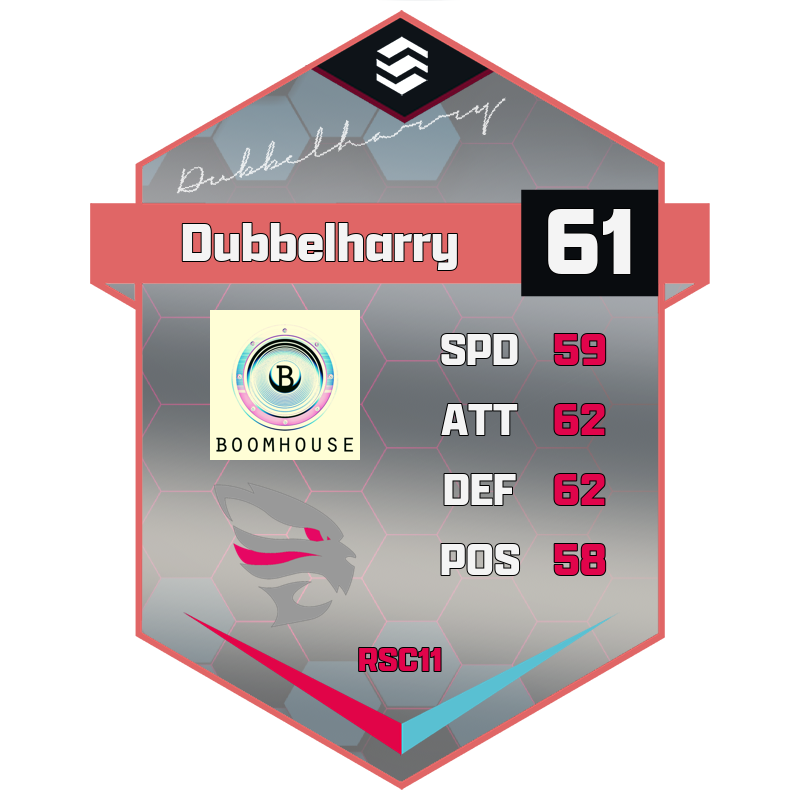 Dubbelharry
Dubbelharry 61
B
BOOMHOUSE
SPD 59
ATT 62
DEF 62
POS 58
RSC11